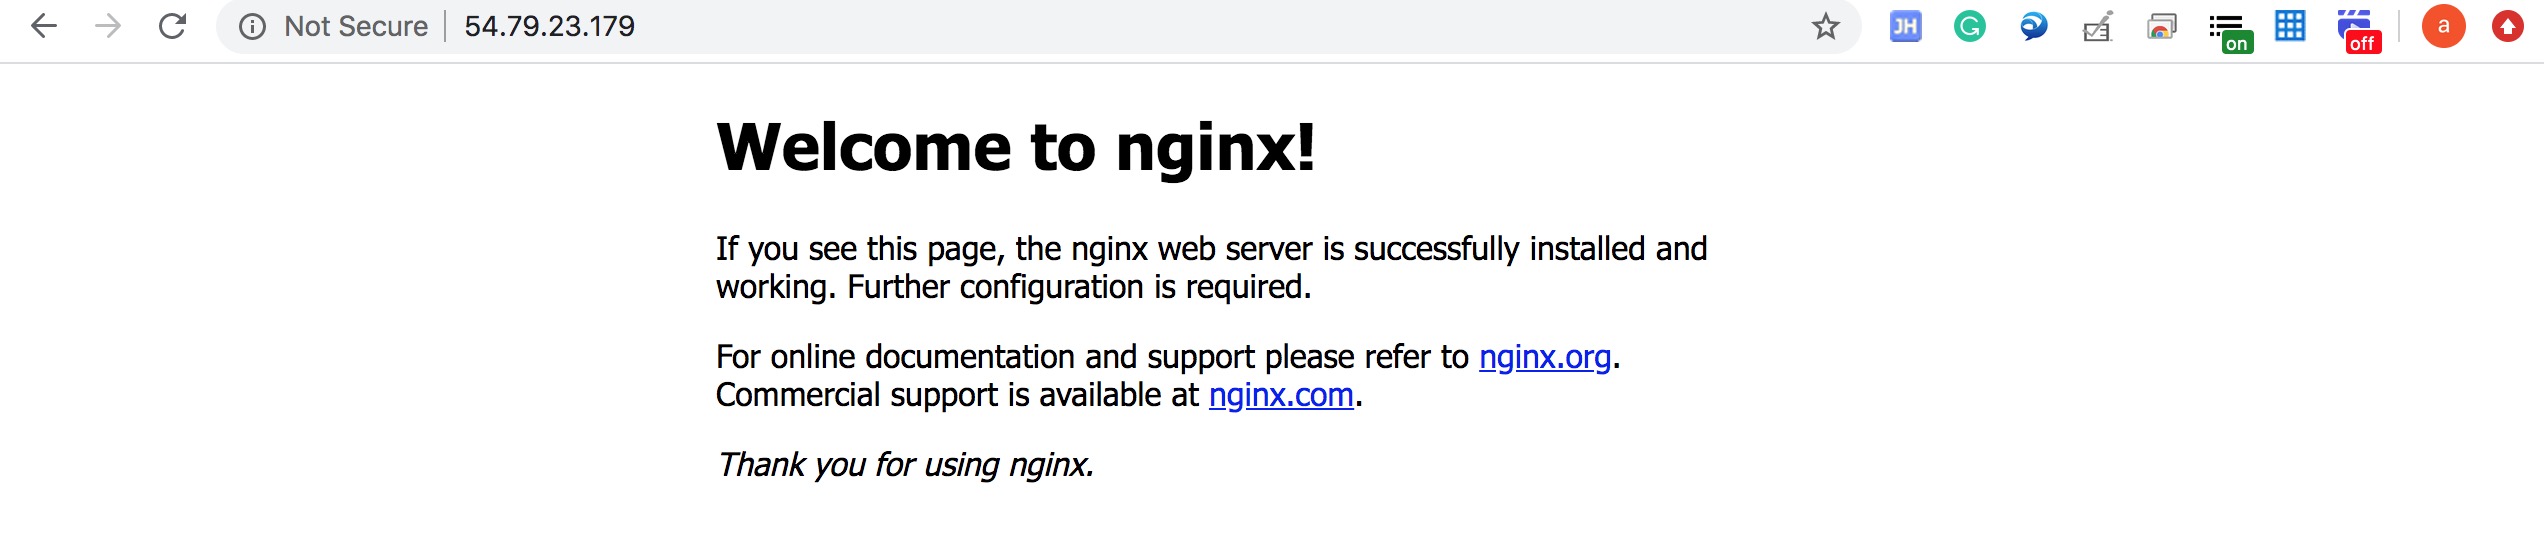 Not Secure 54.79.23.179
JH
on
off
a
Welcome to nginx!
If you see this page, the nginx web server is successfully installed and
working. Further configuration is required.
For online documentation and support please refer to nginx.org.
Commercial support is available at nginx.com.
Thank you for using nginx.